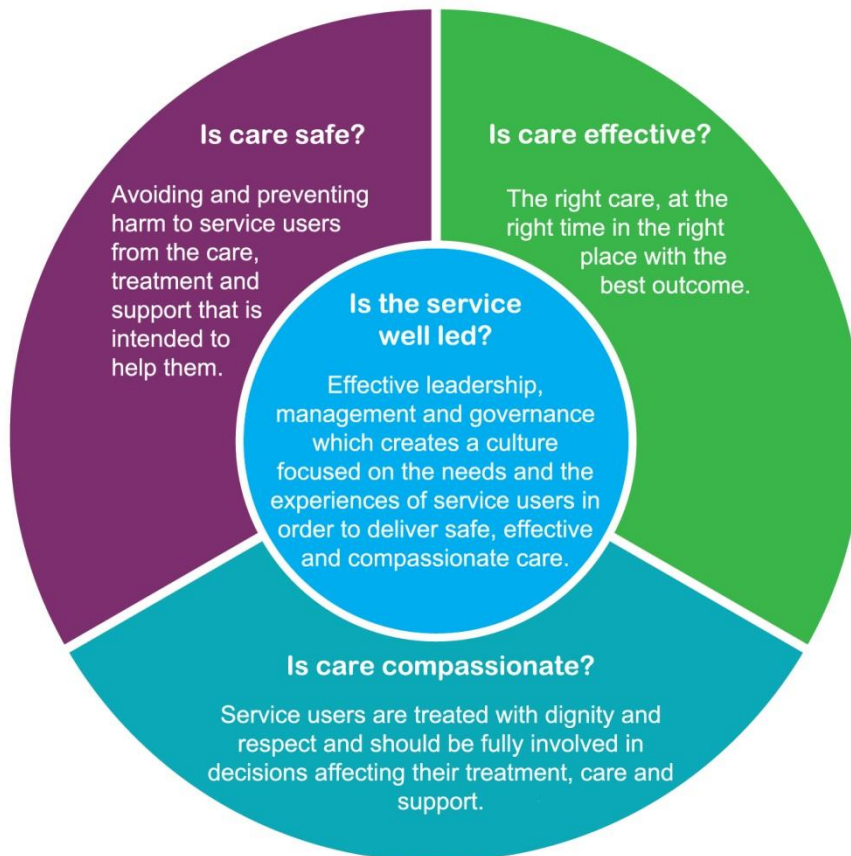 Is care safe?
Avoiding and preventing
harm to service users
from the care,
treatment and
support that is
intended to
help them.
Is care effective?
The right care, at the
right time in the right
place with the
best outcome.
Is the service
well led?
Effective leadership,
management and governance
which creates a culture
focused on the needs and the
experiences of service users in
order to deliver safe, effective
and compassionate care.
Is care compassionate?
Service users are treated with dignity and
respect and should be fully involved in
decisions affecting their treatment, care and
support.